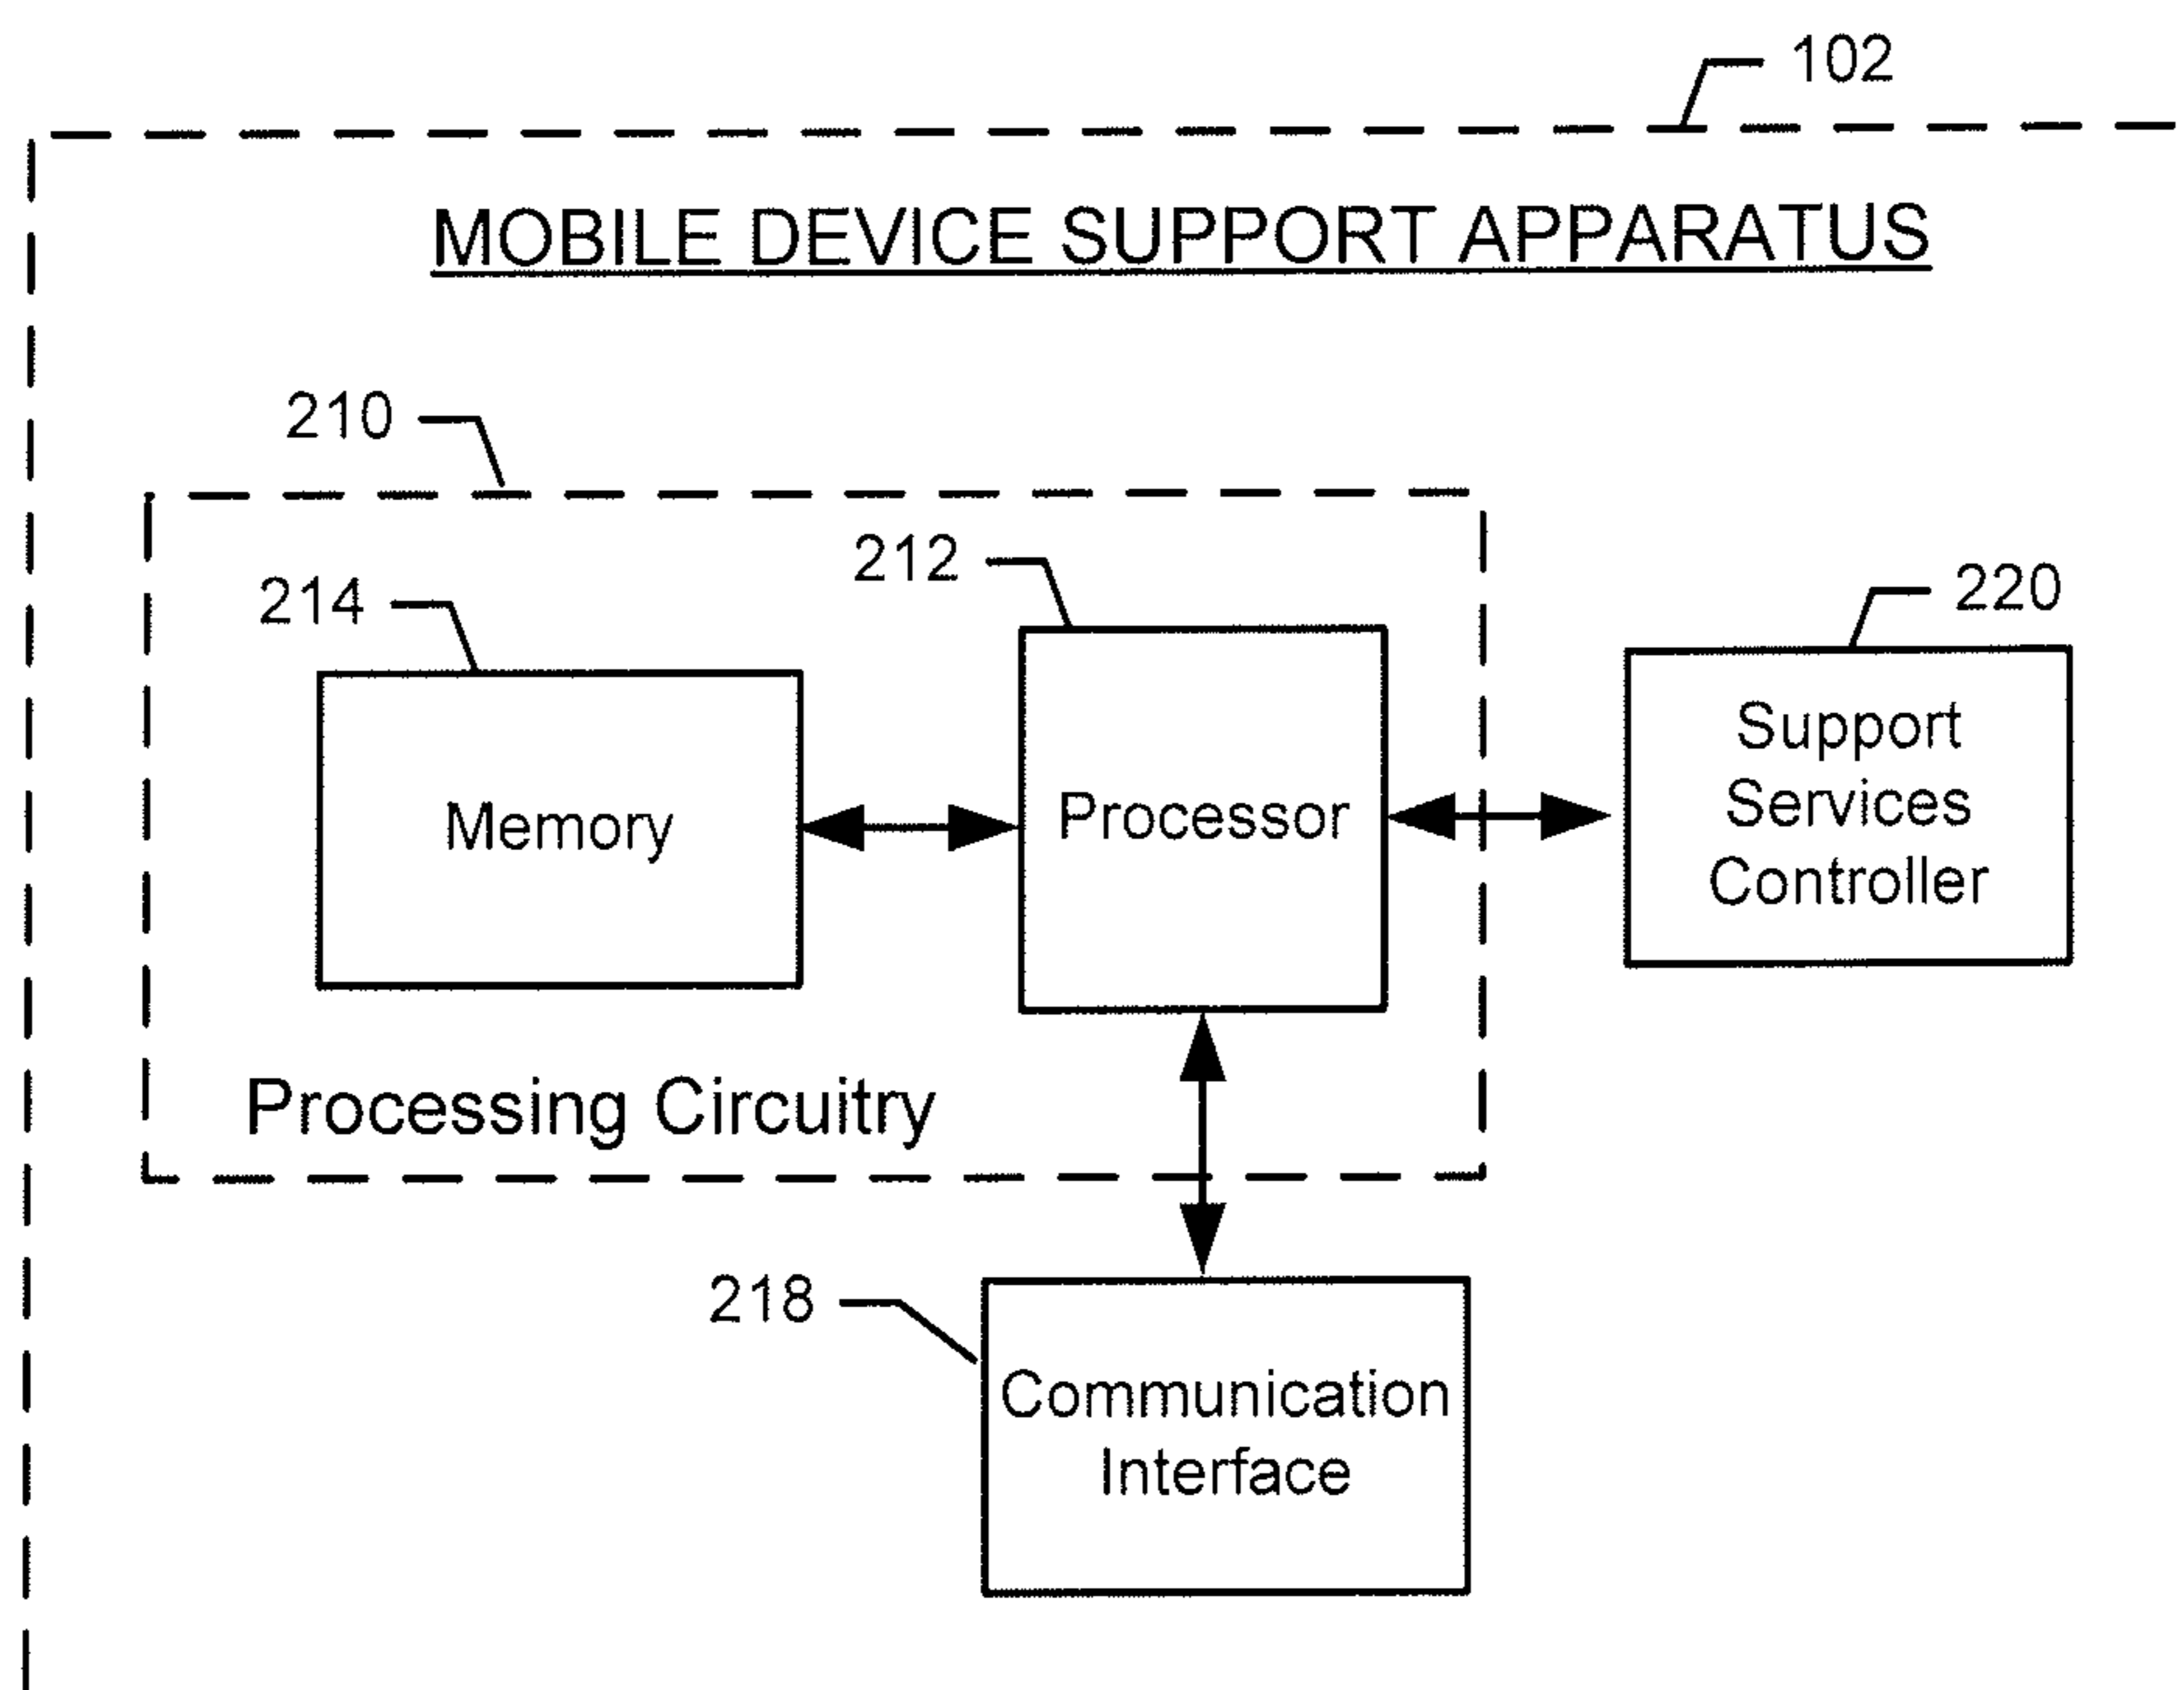 102
MOBILE DEVICE SUPPORT APPARATUS
210
212
214
220
Support
Services
Controller
Memory
Processor
Processing Circuitry
218
Communication
Interface